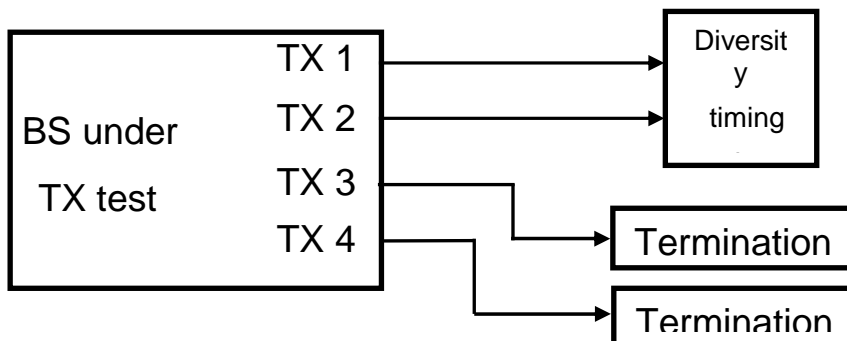 BS under
TX test
TX 1
TX 2
TX 3
TX 4
Diversit
y
timing
Termination
Termination